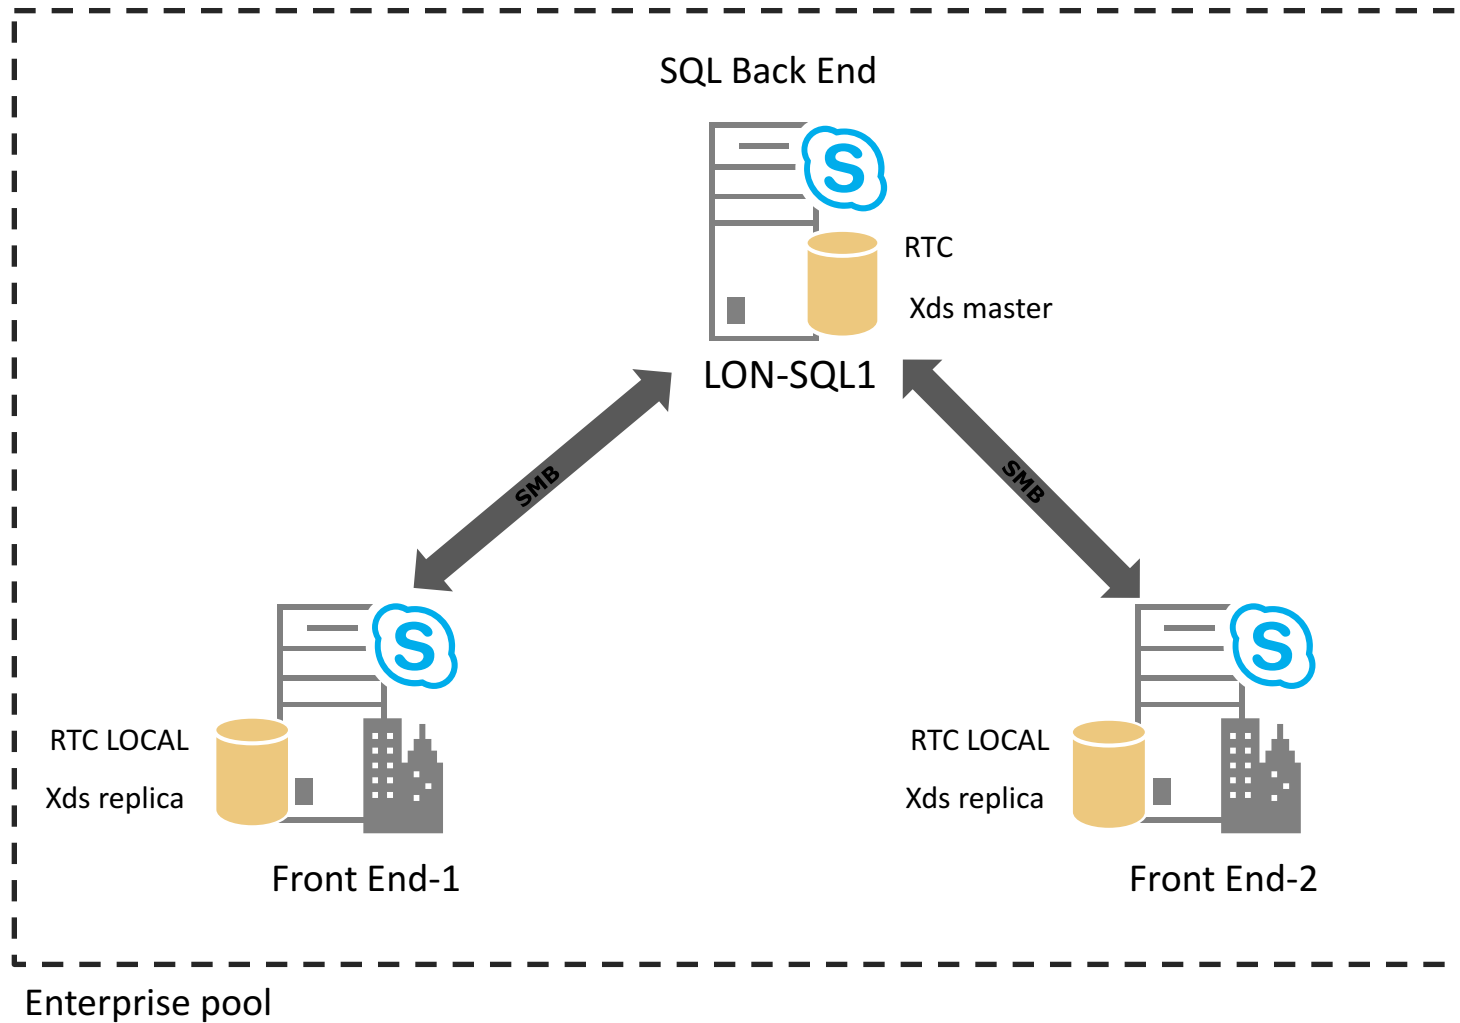 SQL Back End
S
RTC
Xds master
LON-SQL1
SMB
SMB
S
S
RTC LOCAL
Xds replica
RTC LOCAL
Xds replica
Front End-1
Front End-2
Enterprise pool